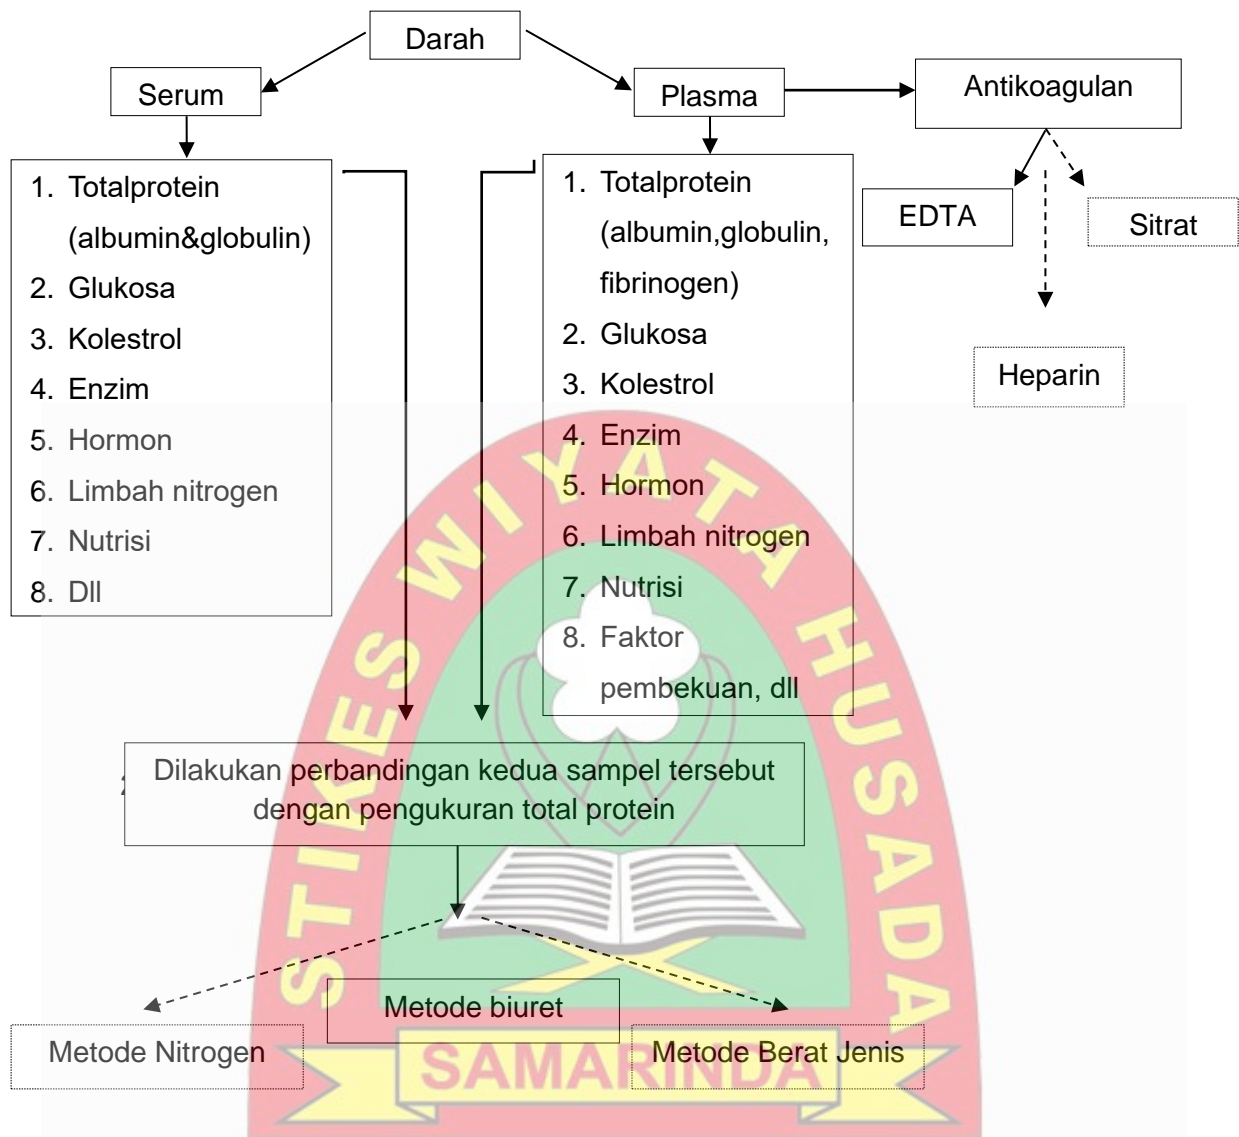 Darah
Serum
Plasma
Antikoagulan
1. Totalprotein
(albumin&globulin)
2. Glukosa
3. Kolestrol
4. Enzim
5. Hormon
6. Limbah nitrogen
7. Nutrisi
8. Dll
1. Totalprotein
(albumin,globulin,
fibrinogen)
2. Glukosa
3. Kolestrol
4. Enzim
5. Hormon
6. Limbah nitrogen
7. Nutrisi
8. Faktor
pembekuan, dll
EDTA
Sitrat
Heparin
Dilakukan perbandingan kedua sampel tersebut
dengan pengukuran total protein
Metode biuret
Metode Nitrogen
Metode Berat Jenis
STIKES WIYATA HUSADA
SAMARINDA